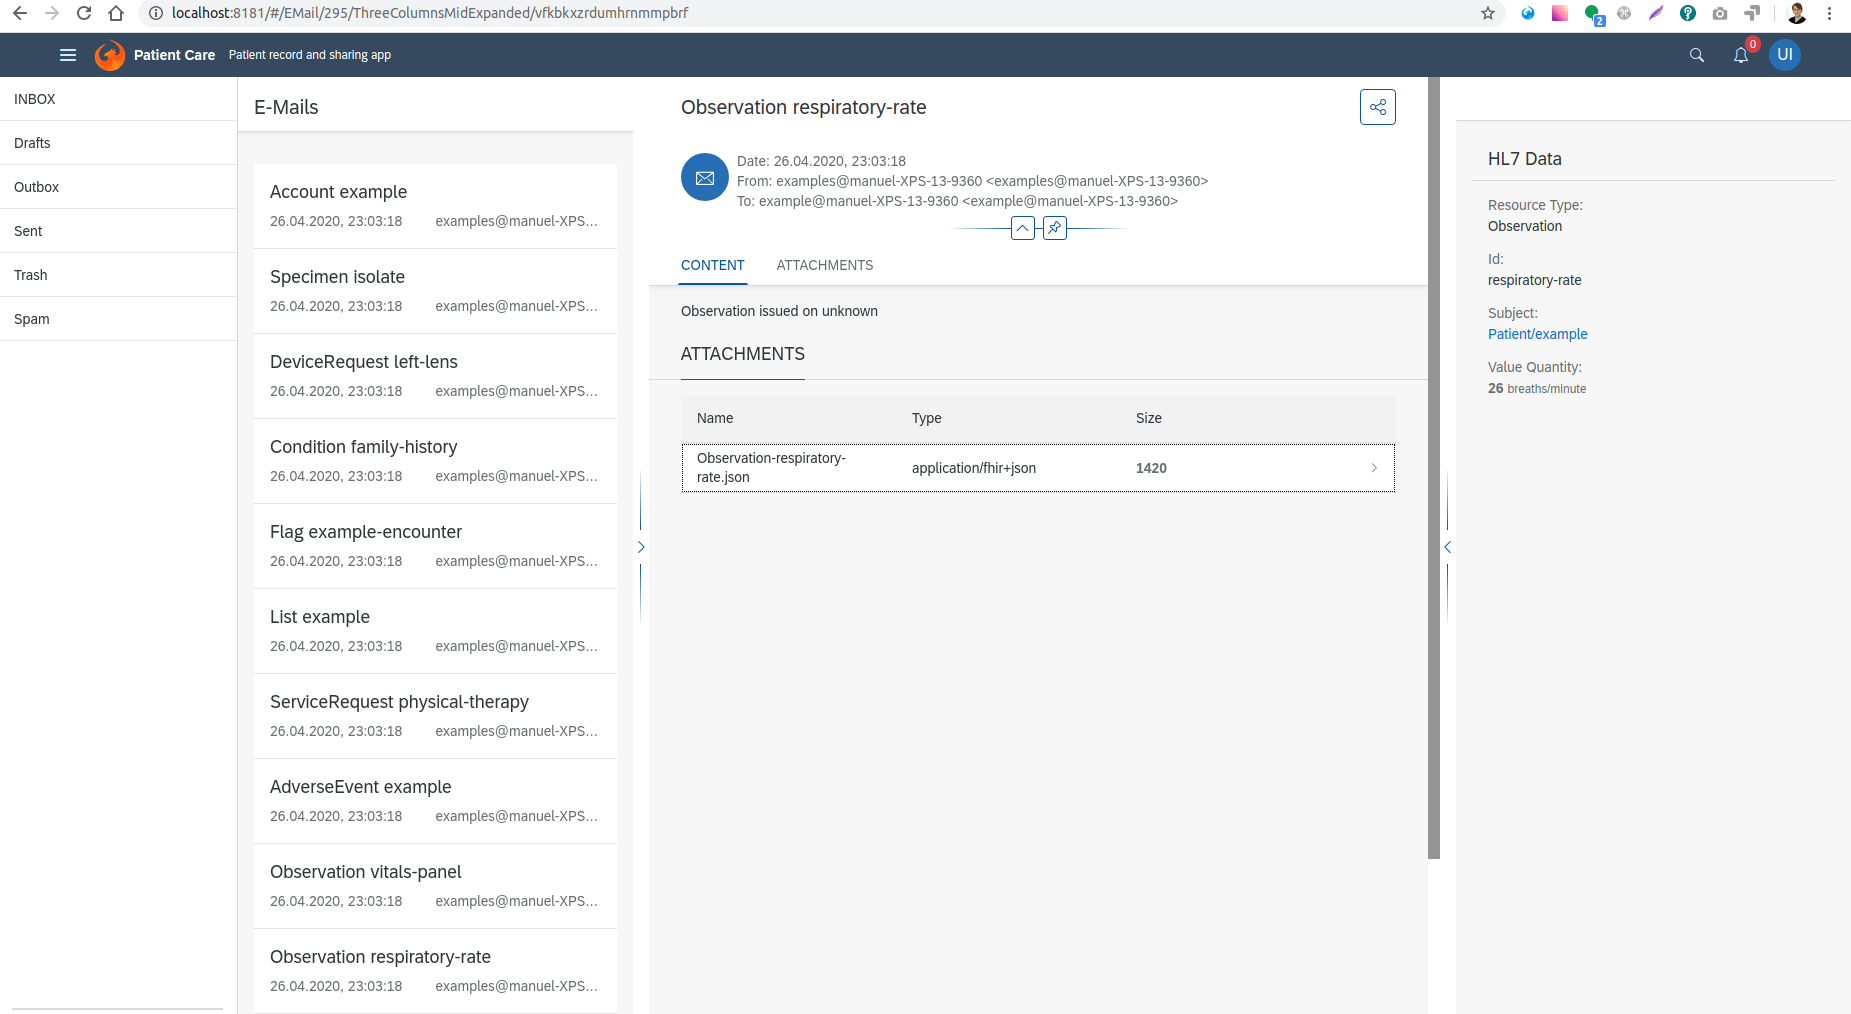 localhost:8181/#/EMail/295/ThreeColumnsMidExpanded/vfkbkxzrdumhrnmmpbrf
2
Patient Care
Patient record and sharing app
0
UI
INBOX
Drafts
Outbox
Sent
Trash
Spam
E-Mails
Account example
26.04.2020, 23:03:18 examples@manuel-XPS...
Specimen isolate
26.04.2020, 23:03:18 examples@manuel-XPS...
DeviceRequest left-lens
26.04.2020, 23:03:18 examples@manuel-XPS...
Condition family-history
26.04.2020, 23:03:18 examples@manuel-XPS...
Flag example-encounter
26.04.2020, 23:03:18 examples@manuel-XPS...
List example
26.04.2020, 23:03:18 examples@manuel-XPS...
ServiceRequest physical-therapy
26.04.2020, 23:03:18 examples@manuel-XPS...
AdverseEvent example
26.04.2020, 23:03:18 examples@manuel-XPS...
Observation vitals-panel
26.04.2020, 23:03:18 examples@manuel-XPS...
Observation respiratory-rate
26.04.2020, 23:03:18 examples@manuel-XPS...
Observation respiratory-rate
Date: 26.04.2020, 23:03:18
From: examples@manuel-XPS-13-9360 <examples@manuel-XPS-13-9360>
To: example@manuel-XPS-13-9360 <example@manuel-XPS-13-9360>
CONTENT ATTACHMENTS
Observation issued on unknown
ATTACHMENTS
Name Type Size
Observation-respiratory-
rate.json
application/fhir+json
1420
HL7 Data
Resource Type:
Observation
Id:
respiratory-rate
Subject:
Patient/example
Value Quantity:
26 breaths/minute